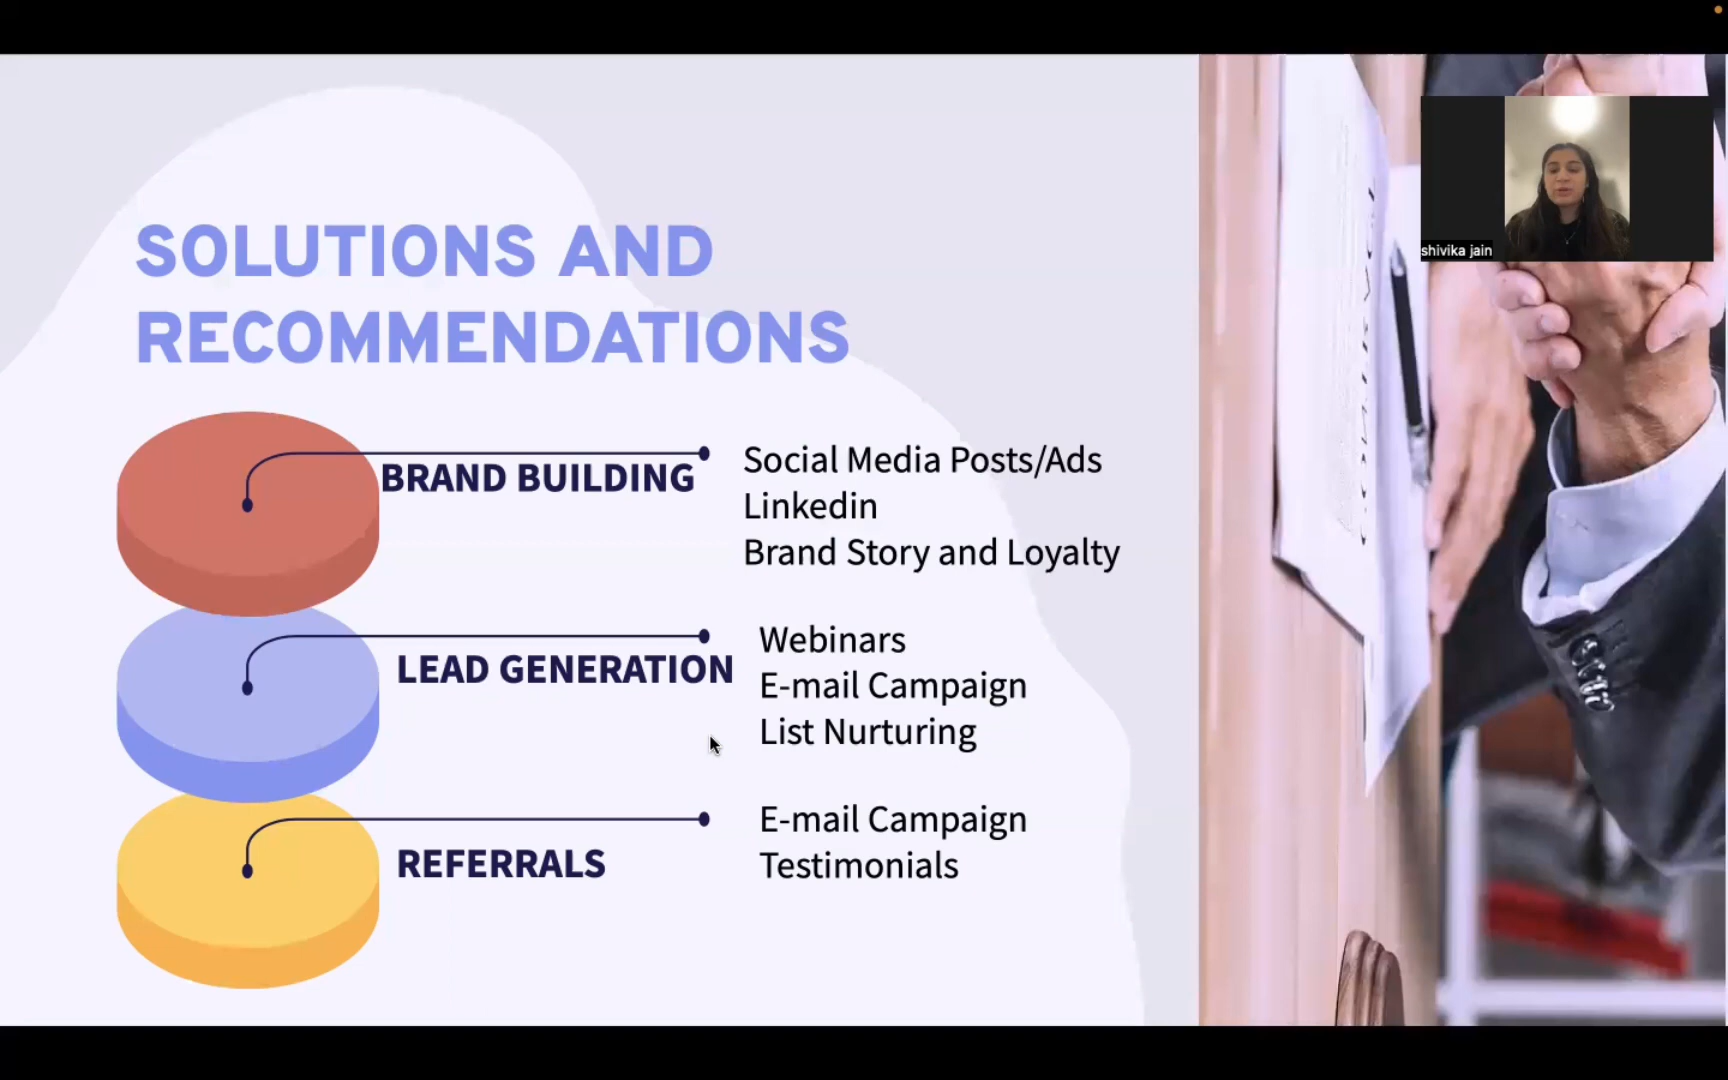 SOLUTIONS AND
RECOMMENDATIONS
BRAND BUILDING
Social Media Posts/Ads
Linkedin
Brand Story and Loyalty
LEAD GENERATION
Webinars
E-mail Campaign
List Nurturing
REFERRALS
E-mail Campaign
Testimonials
shivika jain